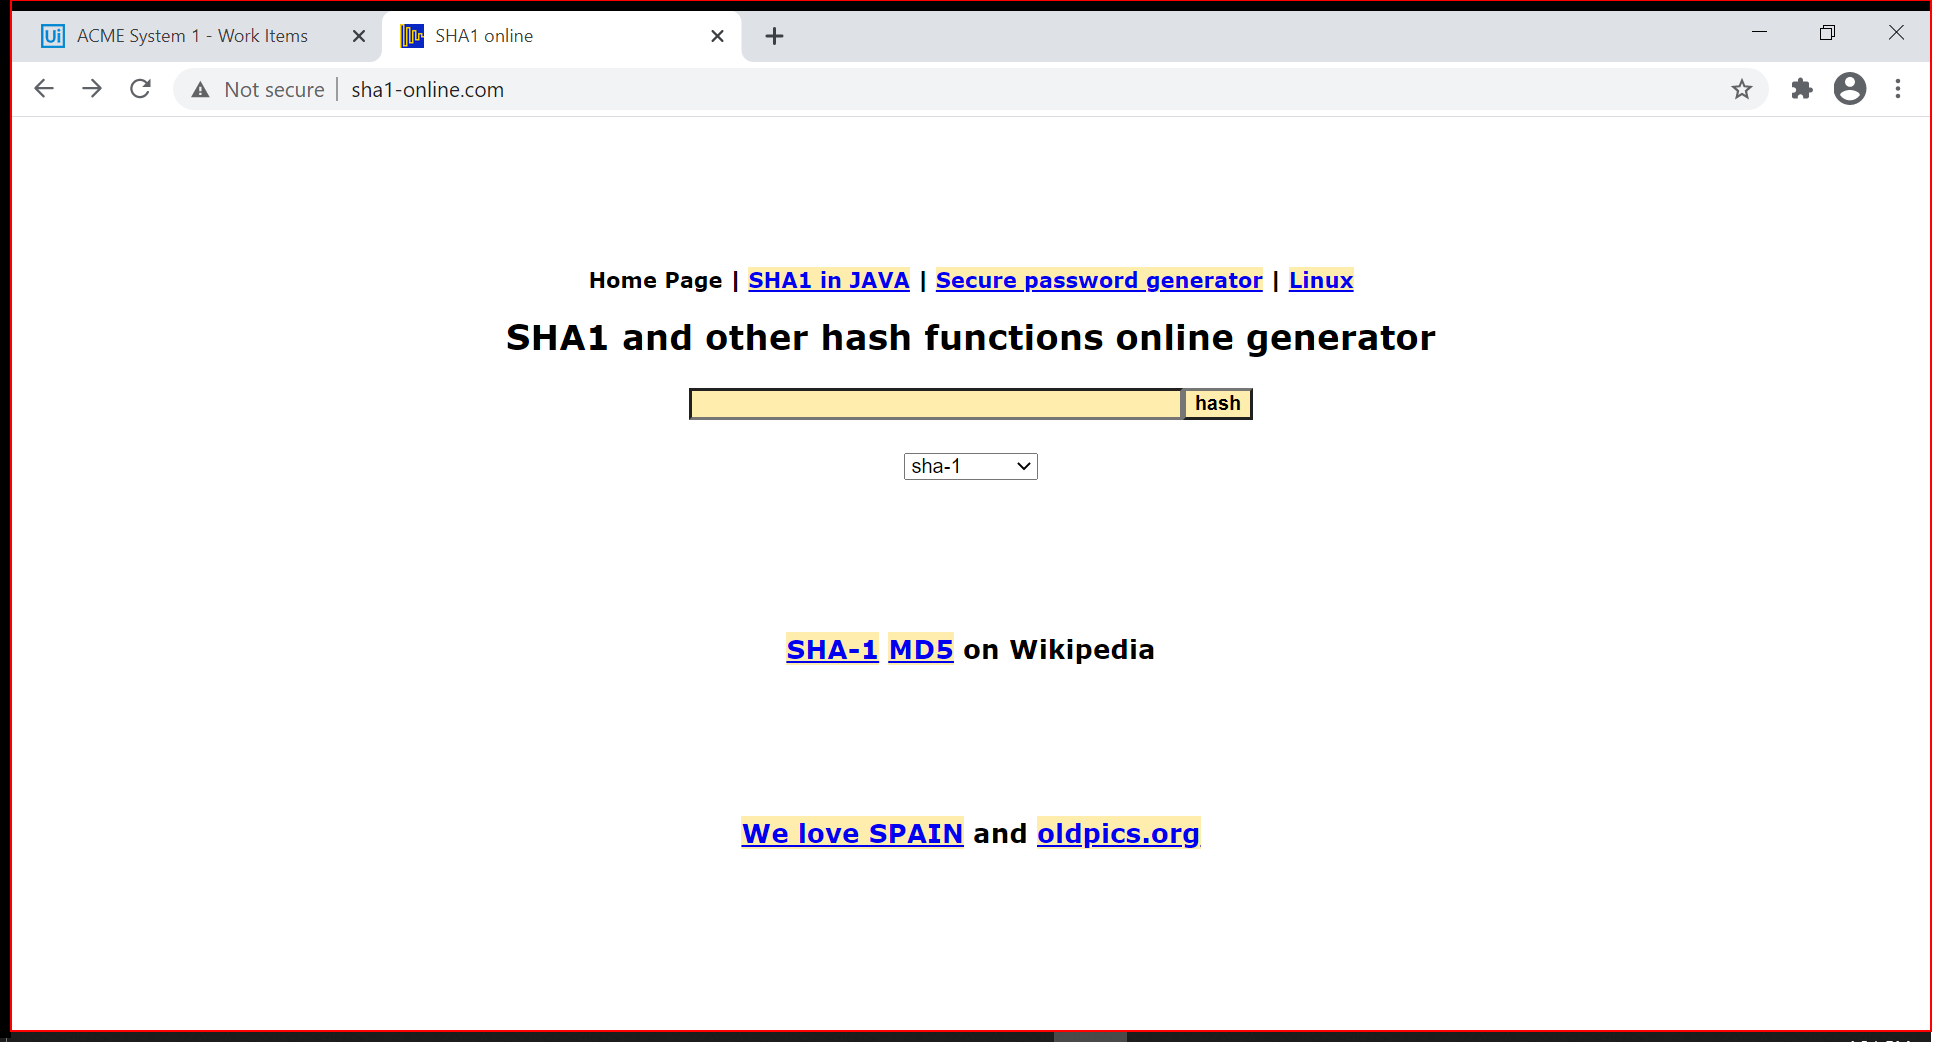 Ui ACME System 1 - Work Items SHA1 online
Not secure sha1-online.com
Home Page | SHA1 in JAVA | Secure password generator | Linux
SHA1 and other hash functions online generator
hash
sha-1
SHA-1 MD5 on Wikipedia
We love SPAIN and oldpics.org